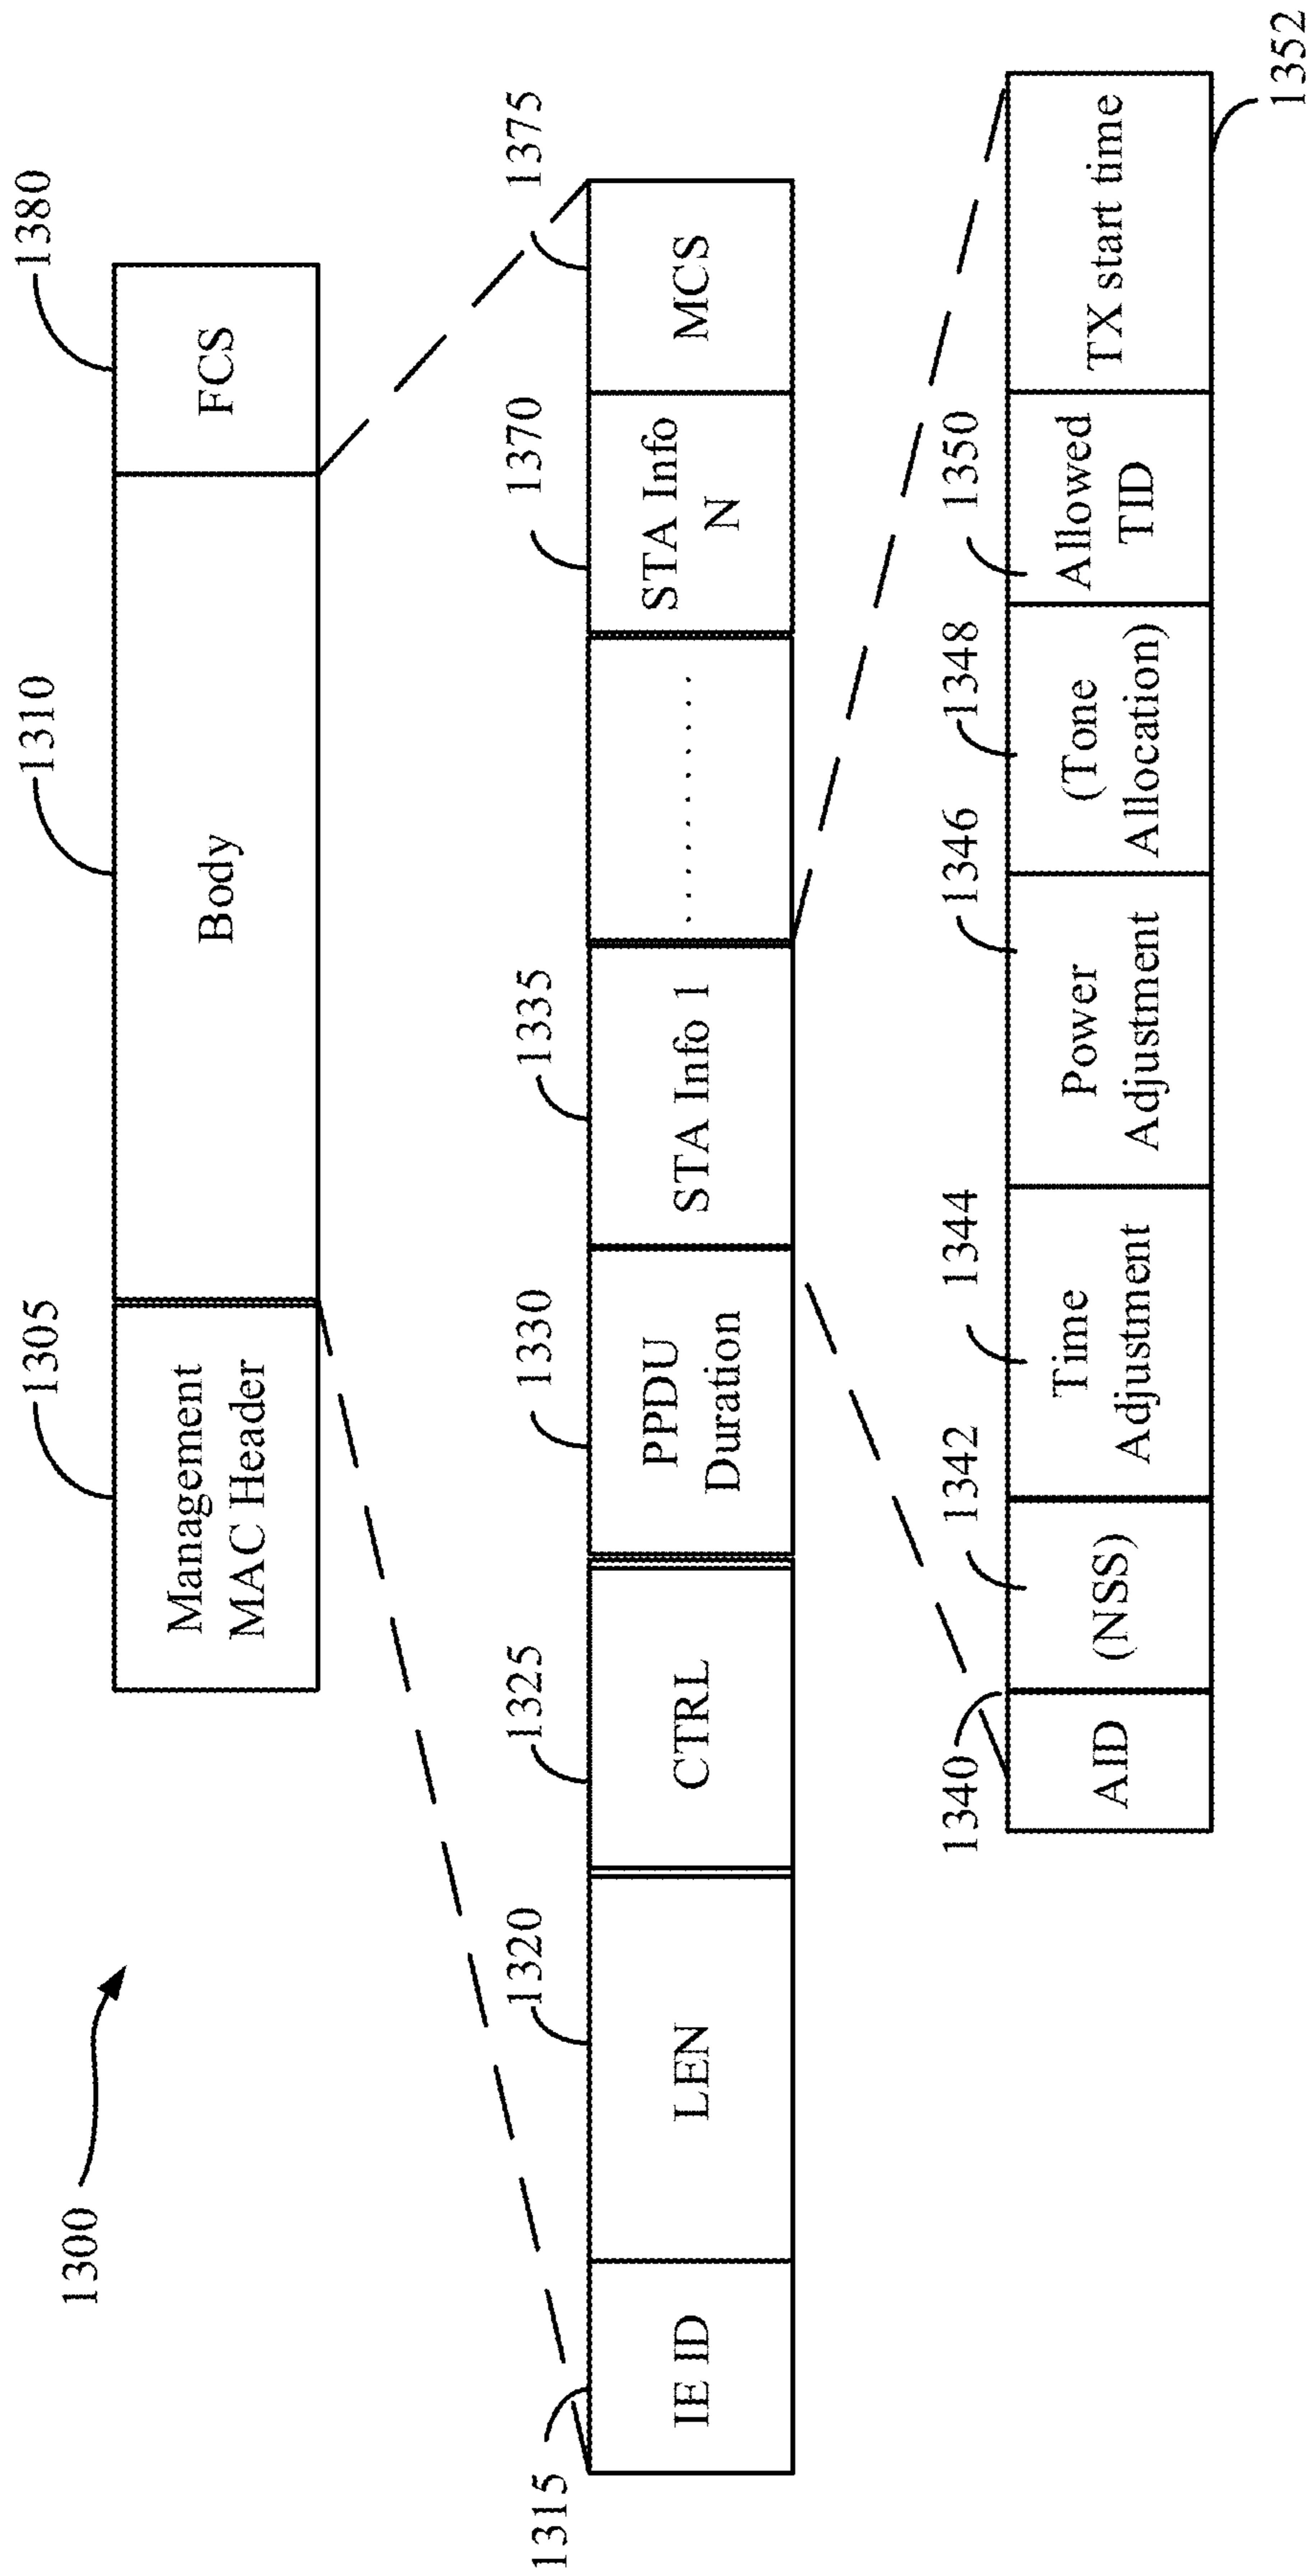 1300
1305
1310
1380
Management
MAC Header
Body
FCS
1315
1320
1325
1330
1335
1370
1375
IE ID
LEN
CTRL
PPDU
Duration
STA Info 1
.........
STA Info
N
MCS
1340
1342
1344
1346
1348
1350
AID
(NSS)
Time
Adjustment
Power
Adjustment
(Tone
Allocation)
Allowed
TID
TX start time
1352